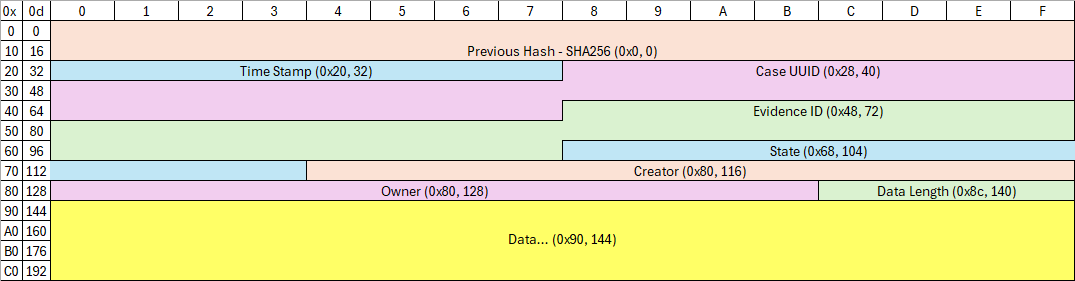 0x 0d 0 1 2 3 4 5 6 7 8 9 A B C D E F
0 0
10 16 Previous Hash - SHA256 (0x0, 0)
20 32 Time Stamp (0x20, 32) Case UUID (0x28, 40)
30 48
40 64 Evidence ID (0x48, 72)
50 80
60 96 State (0x68, 104)
70 112 Creator (0x80, 116)
80 128 Owner (0x80, 128) Data Length (0x8c, 140)
90 144
A0 160
Data... (0x90, 144)
B0 176
C0 192